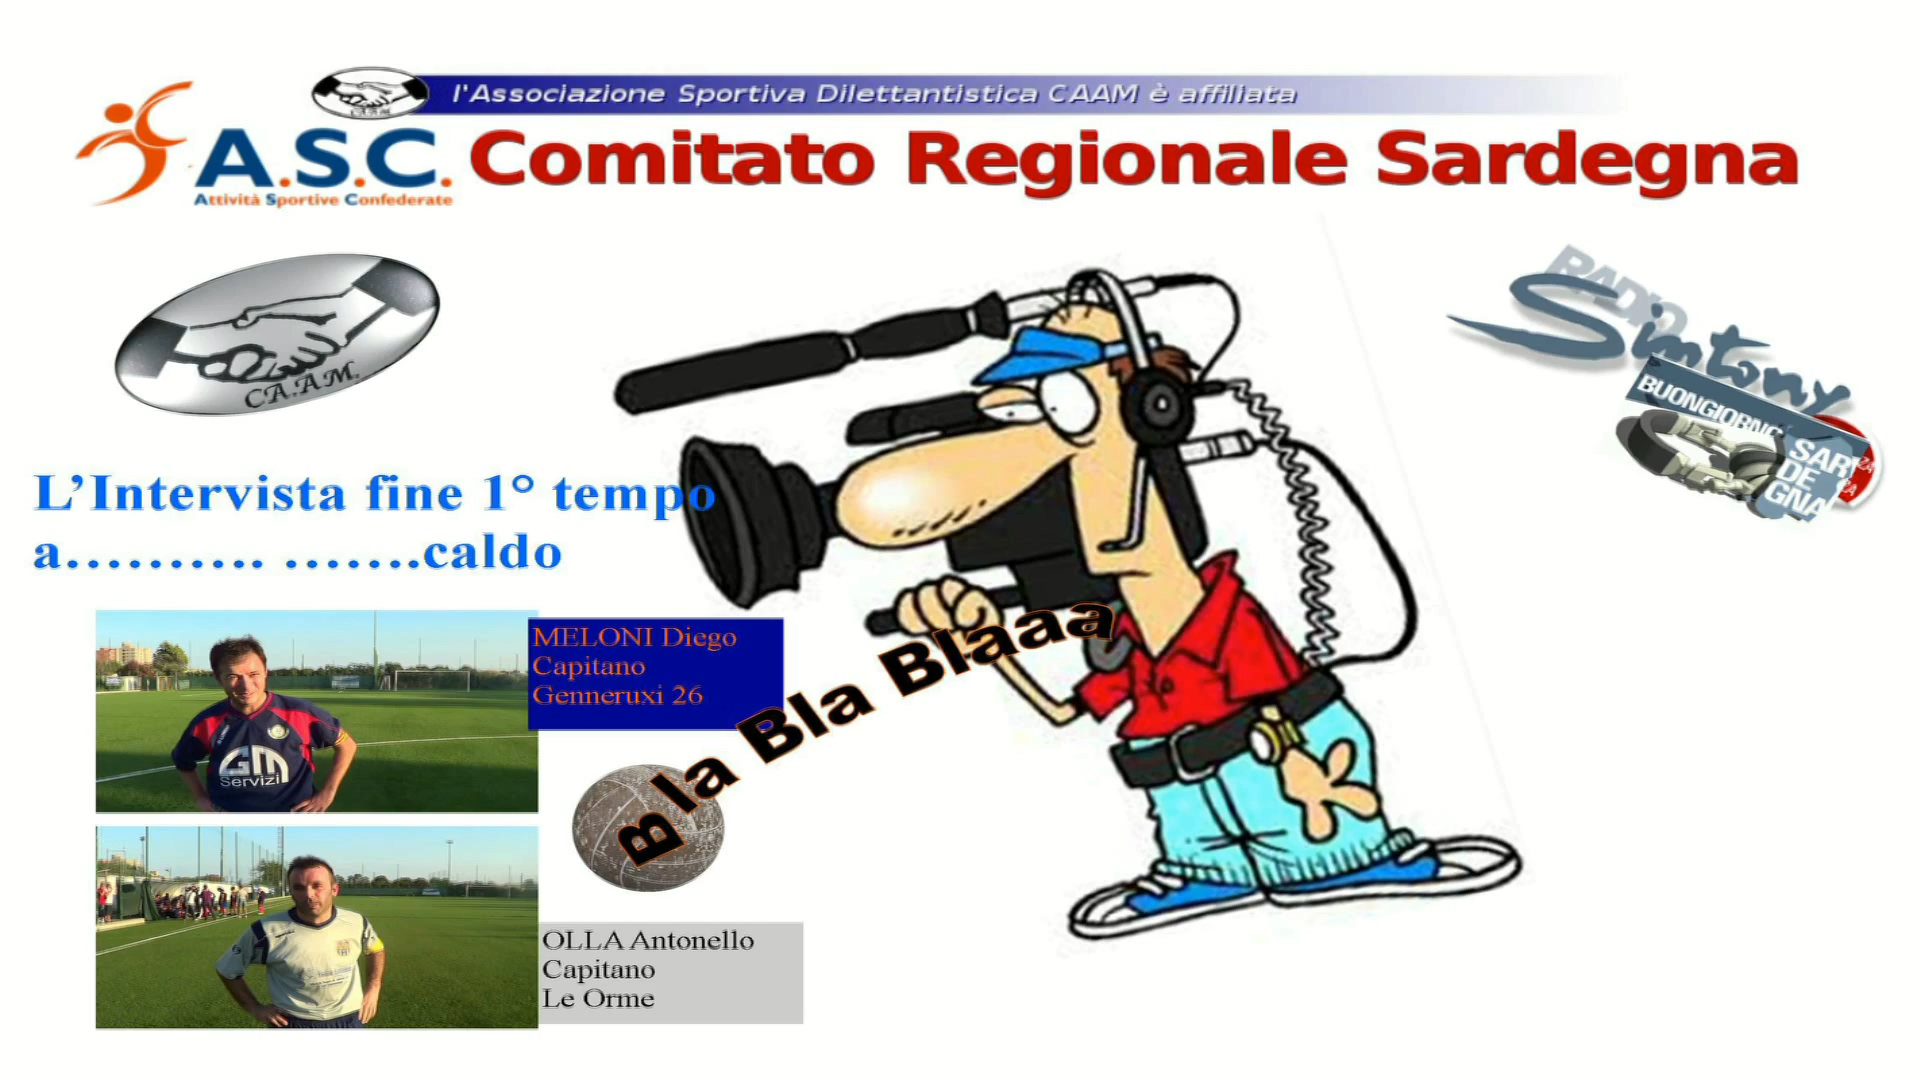 l'Associazione Sportiva Dilettantistica CAAM è affiliata
A.S.C. Comitato Regionale Sardegna
Attività Sportive Confederate
C.A.A.M.
RADIO
Sintony
BUONGIORNO
SAR
DE
GNA
L’Intervista fine 1° tempo
a………. …….caldo
MELONI Diego
Capitano
Genneruxi 26
GM
Servizi
Bla Bla Blaaa
OLLA Antonello
Capitano
Le Orme